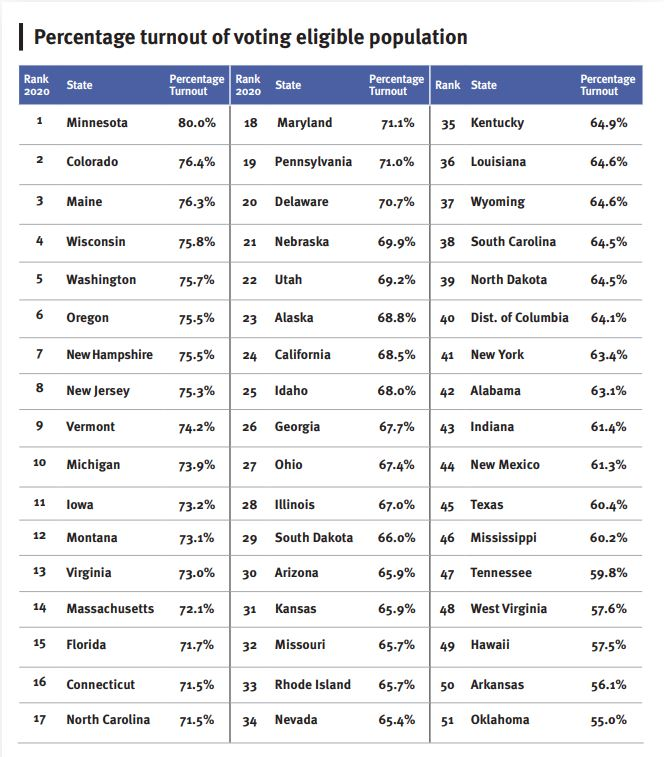 Percentage turnout of voting eligible population
Rank 2020 State Percentage Turnout Rank 2020 State Percentage Turnout Rank State Percentage Turnout
1 Minnesota 80.0% 18 Maryland 71.1% 35 Kentucky 64.9%
2 Colorado 76.4% 19 Pennsylvania 71.0% 36 Louisiana 64.6%
3 Maine 76.3% 20 Delaware 70.7% 37 Wyoming 64.6%
4 Wisconsin 75.8% 21 Nebraska 69.9% 38 South Carolina 64.5%
5 Washington 75.7% 22 Utah 69.2% 39 North Dakota 64.5%
6 Oregon 75.5% 23 Alaska 68.8% 40 Dist. of Columbia 64.1%
7 New Hampshire 75.5% 24 California 68.5% 41 New York 63.4%
8 New Jersey 75.3% 25 Idaho 68.0% 42 Alabama 63.1%
9 Vermont 74.2% 26 Georgia 67.7% 43 Indiana 61.4%
10 Michigan 73.9% 27 Ohio 67.4% 44 New Mexico 61.3%
11 Iowa 73.2% 28 Illinois 67.0% 45 Texas 60.4%
12 Montana 73.1% 29 South Dakota 66.0% 46 Mississippi 60.2%
13 Virginia 73.0% 30 Arizona 65.9% 47 Tennessee 59.8%
14 Massachusetts 72.1% 31 Kansas 65.9% 48 West Virginia 57.6%
15 Florida 71.7% 32 Missouri 65.7% 49 Hawaii 57.5%
16 Connecticut 71.5% 33 Rhode Island 65.7% 50 Arkansas 56.1%
17 North Carolina 71.5% 34 Nevada 65.4% 51 Oklahoma 55.0%